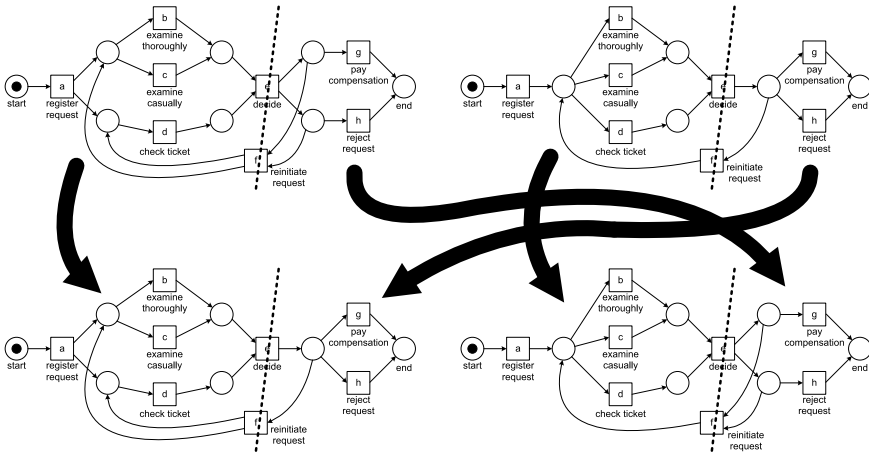 b
examine
thoroughly
g
pay
compensation
a
c
e
start
register
request
examine
casually
decide
end
d
check ticket
h
reject
request
f
reinitiate
request
b
examine
thoroughly
g
pay
compensation
a
c
e
start
register
request
examine
casually
decide
end
d
check ticket
h
reject
request
f
reinitiate
request
b
examine
thoroughly
g
pay
compensation
a
c
e
start
register
request
examine
casually
decide
end
d
check ticket
h
reject
request
f
reinitiate
request
b
examine
thoroughly
g
pay
compensation
a
c
e
start
register
request
examine
casually
decide
end
d
check ticket
h
reject
request
f
reinitiate
request